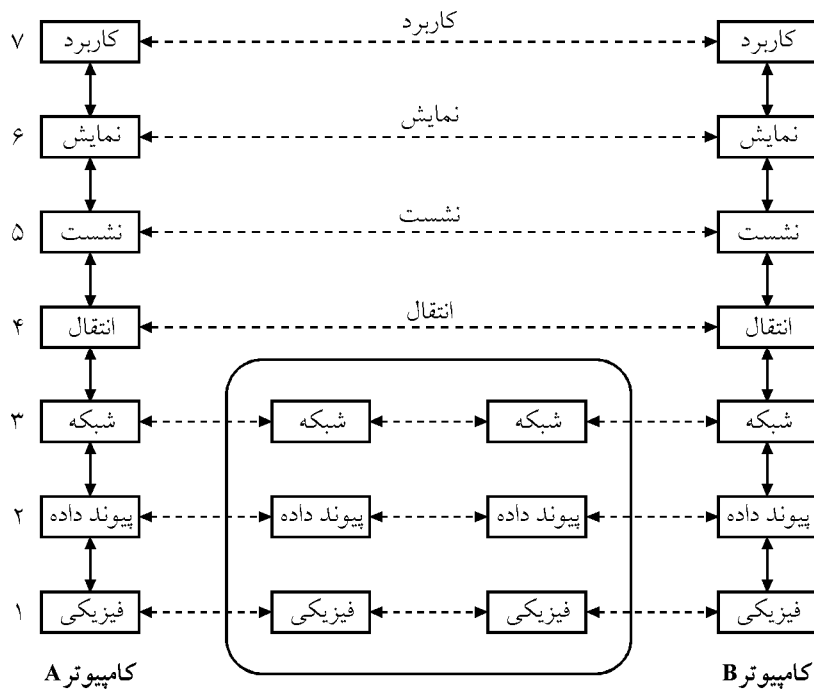 ۷ کاربرد کاربرد کاربرد
۶ نمایش نمایش نمایش
۵ نشست نشست نشست
۴ انتقال انتقال انتقال
۳ شبکه شبکه شبکه شبکه
۲ پیوند داده پیوند داده پیوند داده پیوند داده
۱ فیزیکی فیزیکی فیزیکی فیزیکی
کامپیوتر A کامپیوتر B